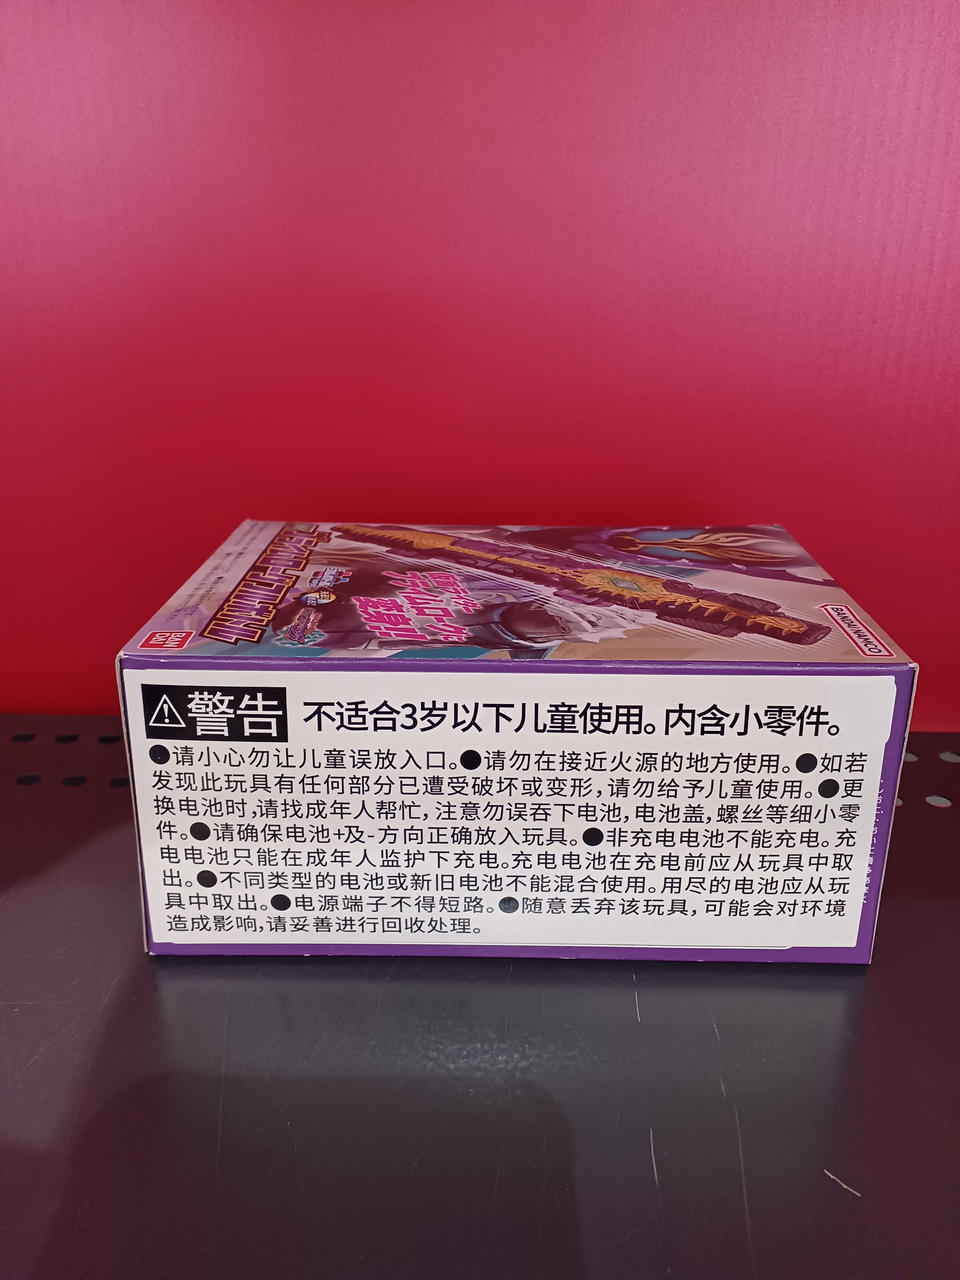 BANDAI NAMCO
BAN
DAI
警告 不适合3岁以下儿童使用。内含小零件。
●请小心勿让儿童误放入口。●请勿在接近火源的地方使用。●如若
发现此玩具有任何部分已遭受破坏或变形,请勿给予儿童使用。●更
换电池时,请找成年人帮忙,注意勿误吞下电池,电池盖,螺丝等细小零
件。●请确保电池+及-方向正确放入玩具。●非充电电池不能充电。充
电电池只能在成年人监护下充电。充电电池在充电前应从玩具中取
出。●不同类型的电池或新旧电池不能混合使用。用尽的电池应从玩
具中取出。●电源端子不得短路。●随意丢弃该玩具,可能会对环境
造成影响,请妥善进行回收处理。